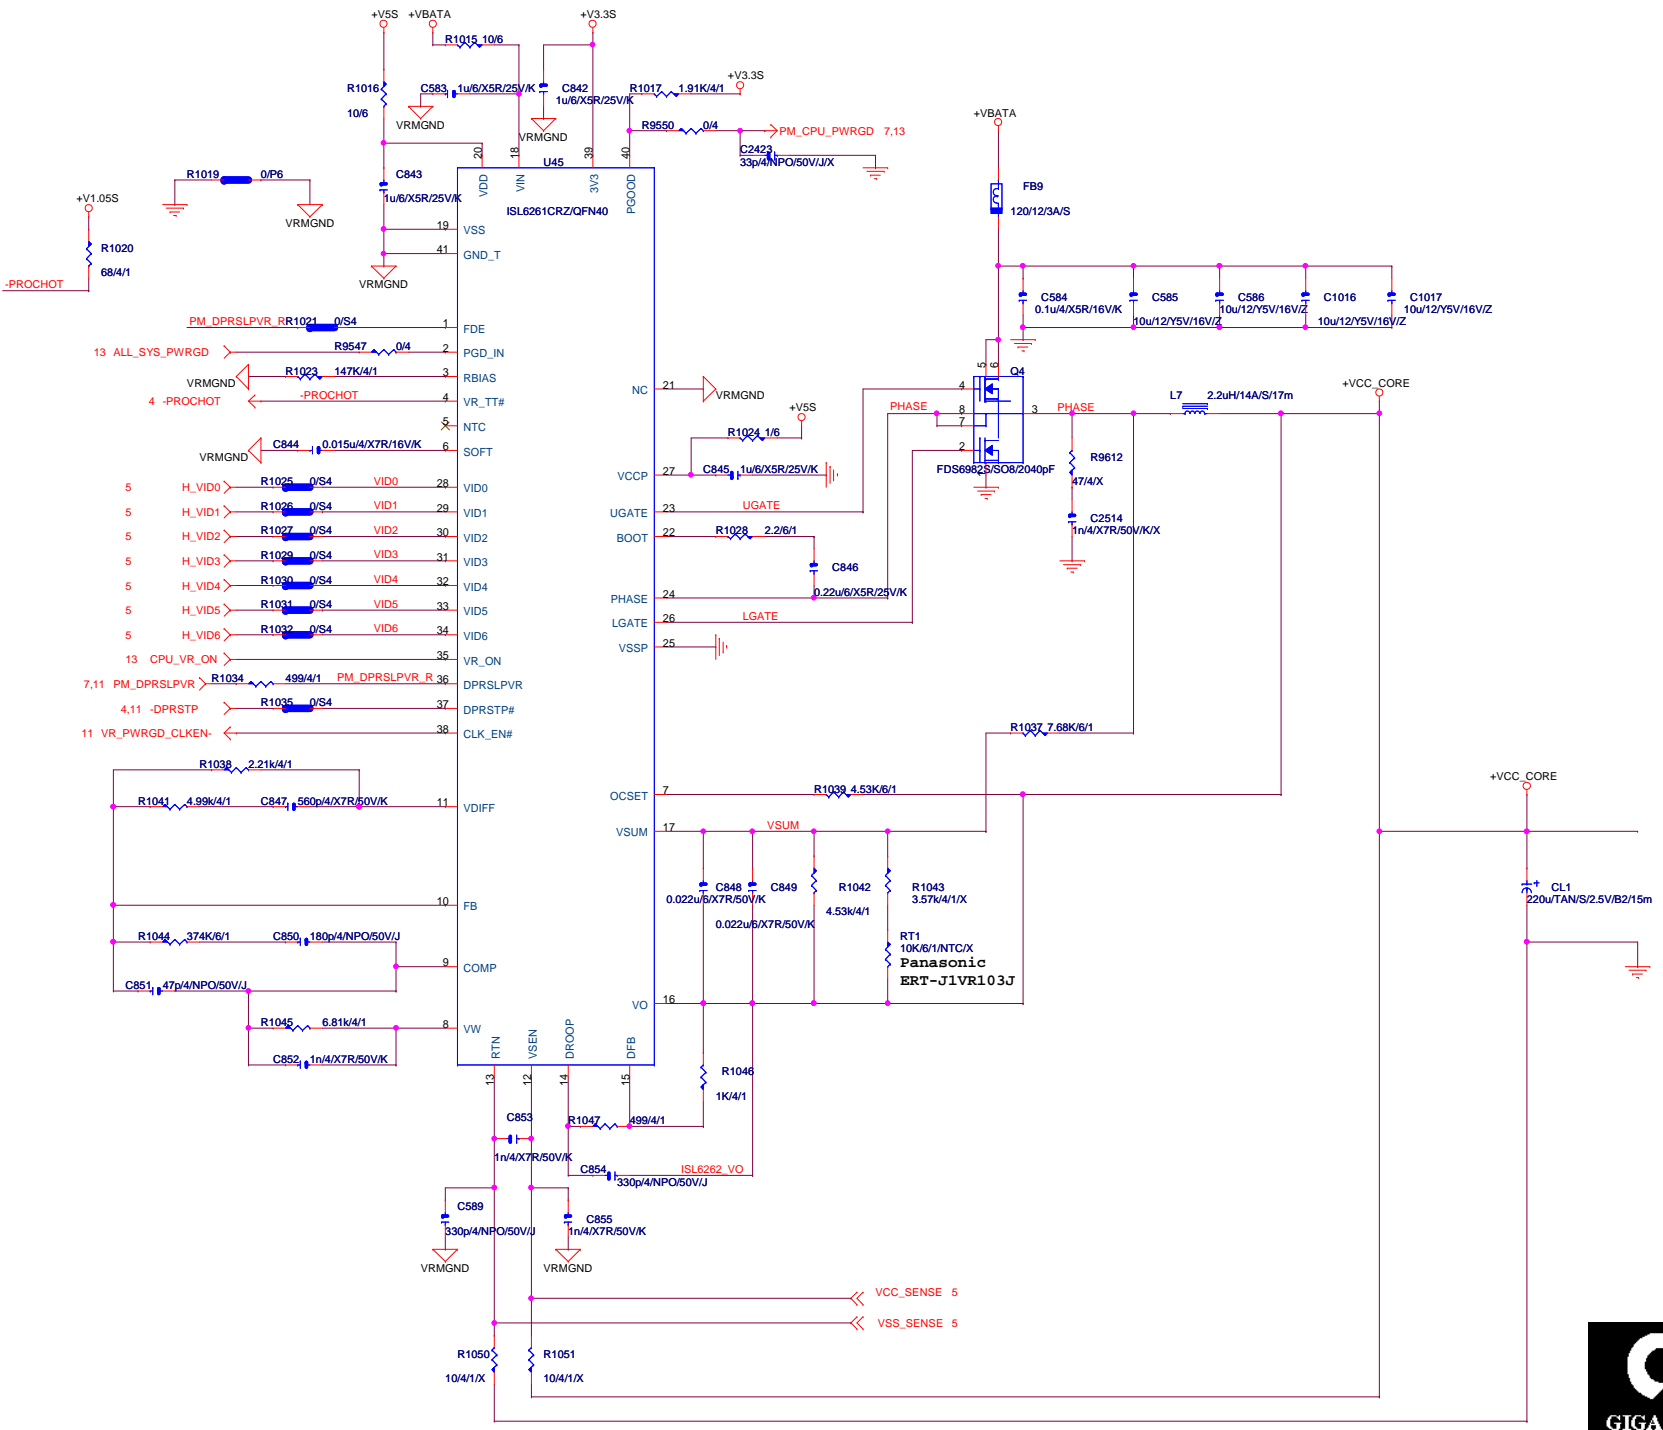 +V5S
+VBATA
+V3.3S
R1015 10/6
R1016
10/6
C583 1u/6/X5R/25V/K
VRMGND
C842
1u/6/X5R/25V/K
VRMGND
R1017 1.91K/4/1
+V3.3S
R9550 0/4
PM_CPU_PWRGD 7,13
C2423
33p/4/NPO/50V/J/X
+VBATA
FB9
120/12/3A/S
R1019 0/P6
VRMGND
+V1.05S
R1020
68/4/1
-PROCHOT
C843
1u/6/X5R/25V/K
VRMGND
U45
ISL6261CRZ/QFN40
20 VDD
18 VIN
39 3V3
40 PGOOD
19 VSS
41 GND_T
C584
0.1u/4/X5R/16V/K
C585
10u/12/Y5V/16V/Z
C586
10u/12/Y5V/16V/Z
C1016
10u/12/Y5V/16V/Z
C1017
10u/12/Y5V/16V/Z
PM_DPRSLPVR_R R1021 0/S4 1 FDE
13 ALL_SYS_PWRGD R9547 0/4 2 PGD_IN
VRMGND R1023 147K/4/1 3 RBIAS
4 -PROCHOT -PROCHOT 4 VR_TT#
5 NTC
VRMGND C844 0.015u/4/X7R/16V/K 6 SOFT
5 H_VID0 R1025 0/S4 VID0 28 VID0
5 H_VID1 R1026 0/S4 VID1 29 VID1
5 H_VID2 R1027 0/S4 VID2 30 VID2
5 H_VID3 R1029 0/S4 VID3 31 VID3
5 H_VID4 R1030 0/S4 VID4 32 VID4
5 H_VID5 R1031 0/S4 VID5 33 VID5
5 H_VID6 R1032 0/S4 VID6 34 VID6
13 CPU_VR_ON 35 VR_ON
7,11 PM_DPRSLPVR R1034 499/4/1 PM_DPRSLPVR_R 36 DPRSLPVR
4,11 -DPRSTP R1035 0/S4 37 DPRSTP#
11 VR_PWRGD_CLKEN- 38 CLK_EN#
NC 21 VRMGND
+V5S
R1024 1/6
VCCP 27 C845 1u/6/X5R/25V/K
UGATE 23 UGATE
BOOT 22 R1028 2.2/6/1
C846
0.22u/6/X5R/25V/K
PHASE 24
LGATE 26 LGATE
VSSP 25
5 6
Q4
4
PHASE 8
7
2
3 PHASE
FDS6982S/SO8/2040pF
L7 2.2uH/14A/S/17m
+VCC_CORE
R9612
47/4/X
C2514
1n/4/X7R/50V/K/X
R1037 7.68K/6/1
R1038 2.21k/4/1
R1041 4.99k/4/1 C847 560p/4/X7R/50V/K 11 VDIFF
10 FB
R1044 374K/6/1 C850 180p/4/NPO/50V/J
9 COMP
C851 47p/4/NPO/50V/J
R1045 6.81k/4/1 8 VW
C852 1n/4/X7R/50V/K
OCSET 7 R1039 4.53K/6/1
VSUM 17 VSUM
C848
0.022u/6/X7R/50V/K
C849
0.022u/6/X7R/50V/K
R1042
4.53k/4/1
R1043
3.57k/4/1/X
RT1
10K/6/1/NTC/X
Panasonic
ERT-J1VR103J
VO 16
+VCC_CORE
CL1
220u/TAN/S/2.5V/B2/15m
RTN 13
VSEN 12
DROOP 14
DFB 15
R1046
1K/4/1
R1047 499/4/1
C853
1n/4/X7R/50V/K
C854
330p/4/NPO/50V/J
ISL6262_VO
C589
330p/4/NPO/50V/J
VRMGND
C855
1n/4/X7R/50V/K
VRMGND
VCC_SENSE 5
VSS_SENSE 5
R1050
10/4/1/X
R1051
10/4/1/X
GIGA